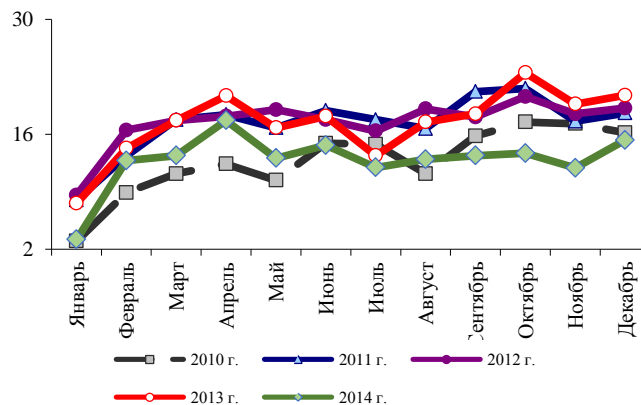 30
16
2
Январь
Февраль
Март
Апрель
Май
Июнь
Июль
Август
Сентябрь
Октябрь
Ноябрь
Декабрь
2010 г.
2011 г.
2012 г.
2013 г.
2014 г.